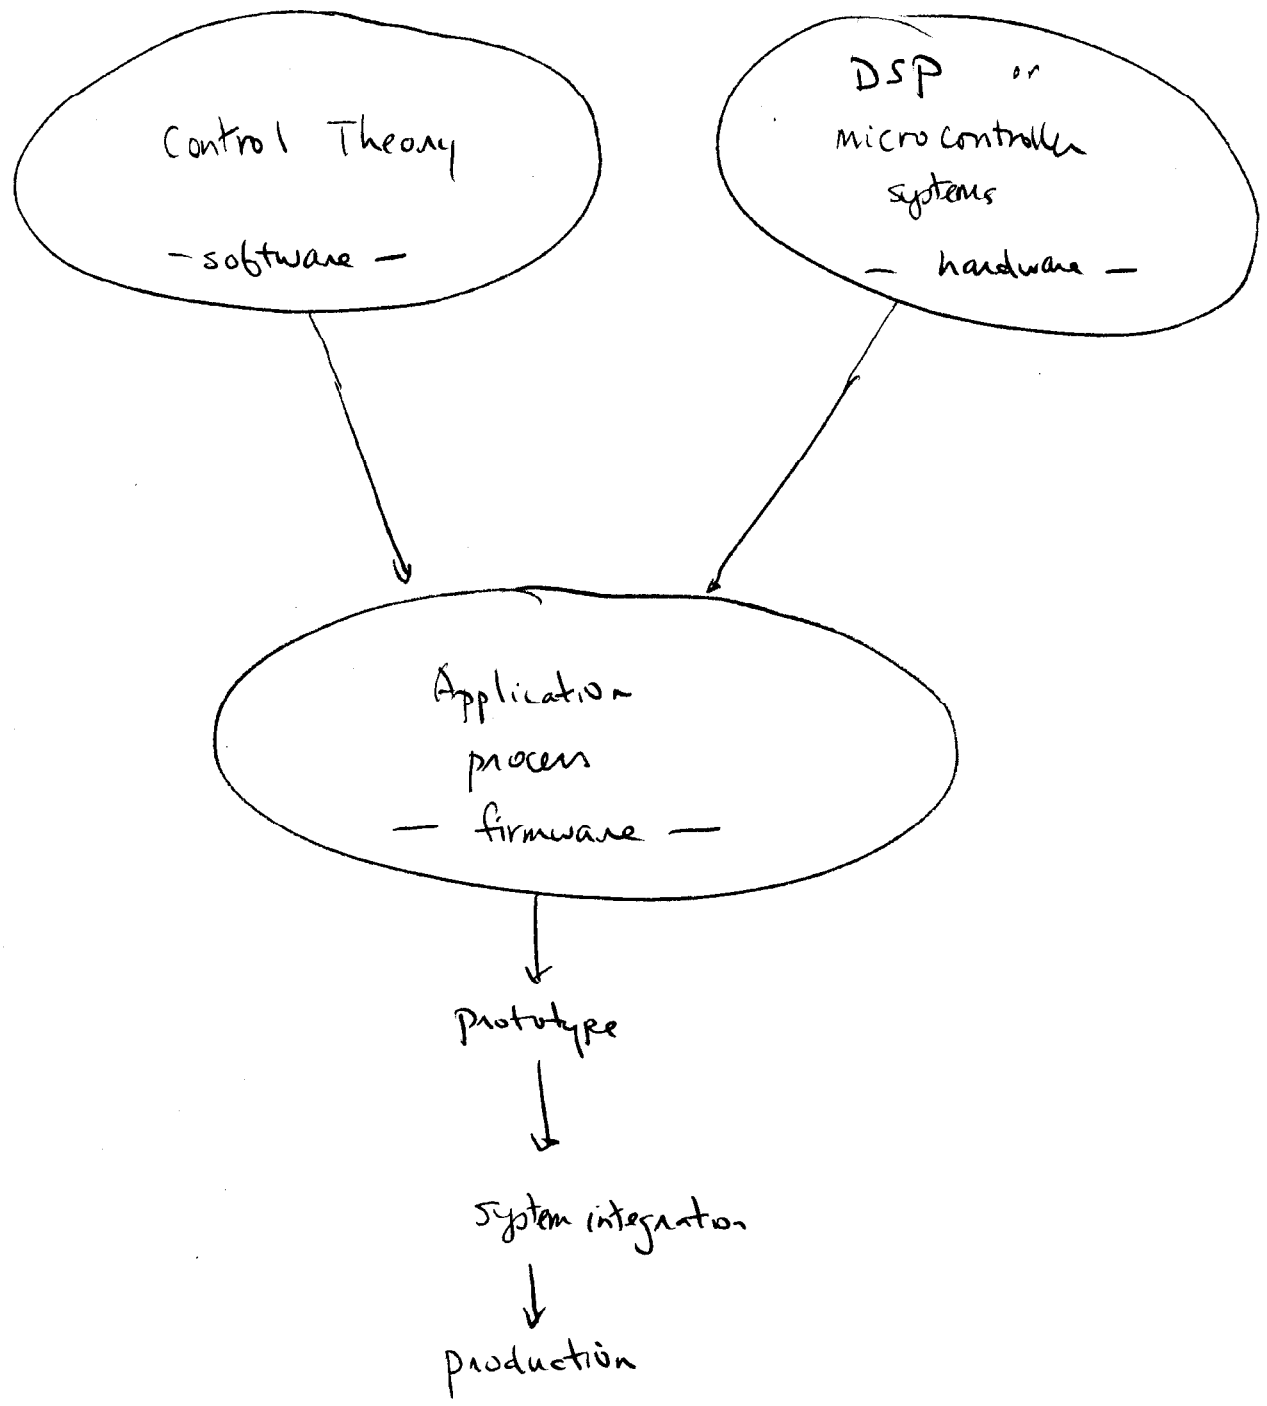 Control Theory
- software -
DSP or
microcontroller
systems
- hardware -
Application
process
- firmware -
prototype
system integration
production